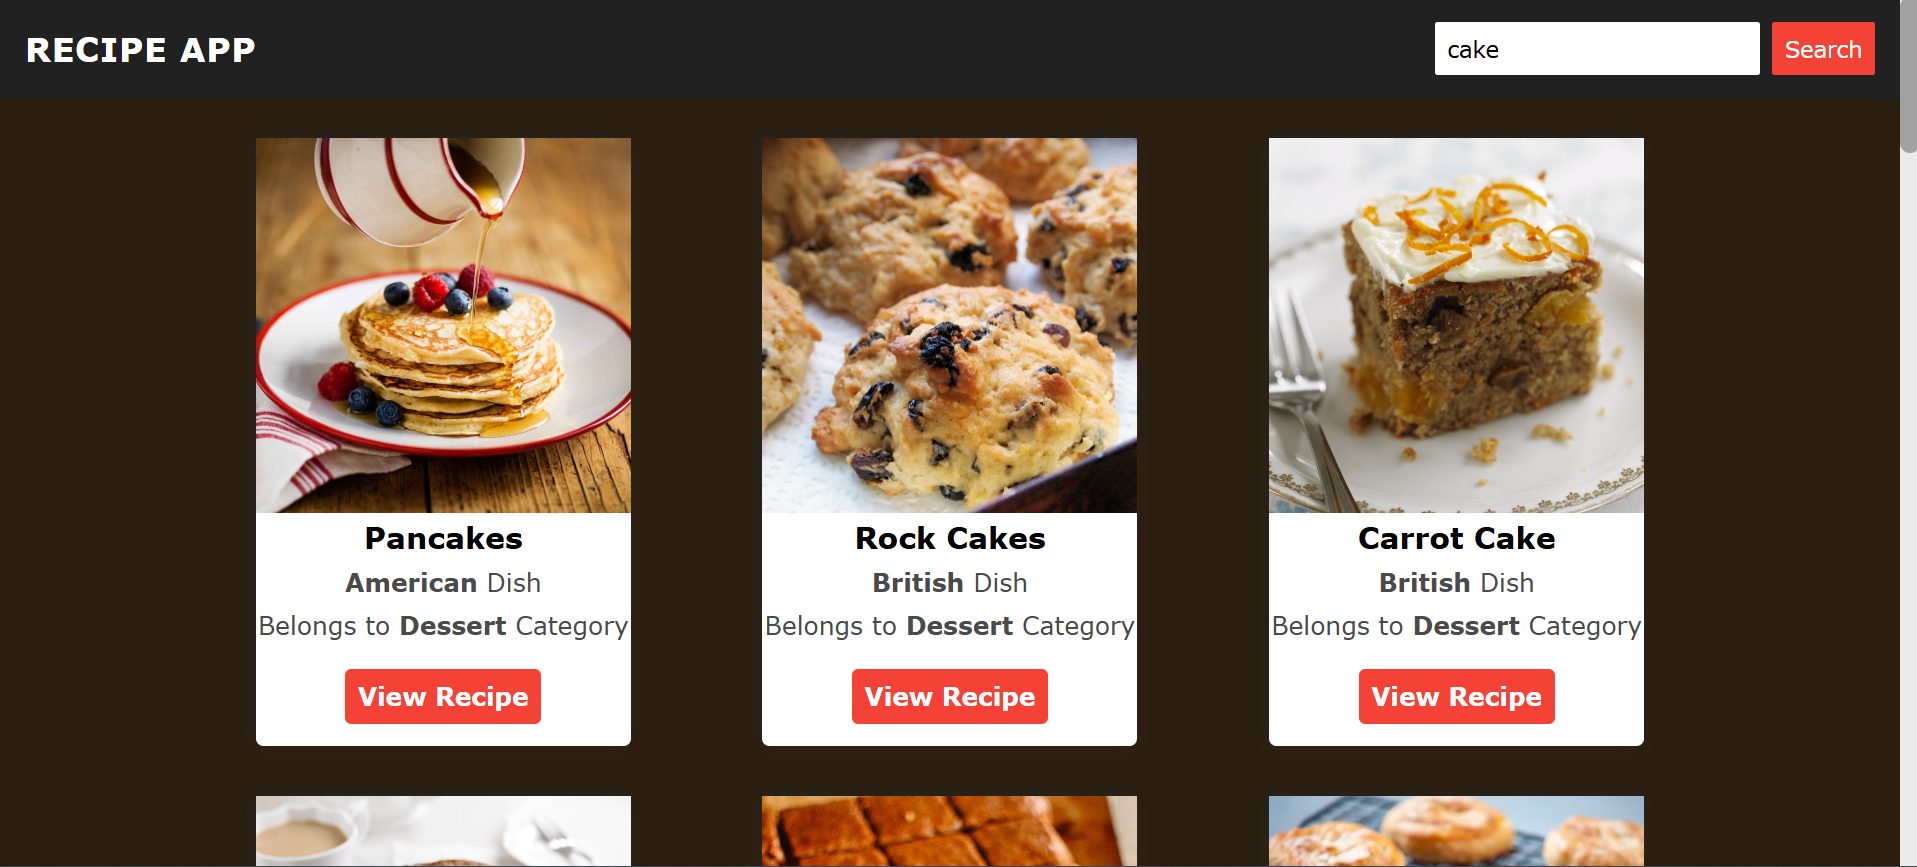 RECIPE APP
cake
Search
Pancakes
American Dish
Belongs to Dessert Category
View Recipe
Rock Cakes
British Dish
Belongs to Dessert Category
View Recipe
Carrot Cake
British Dish
Belongs to Dessert Category
View Recipe